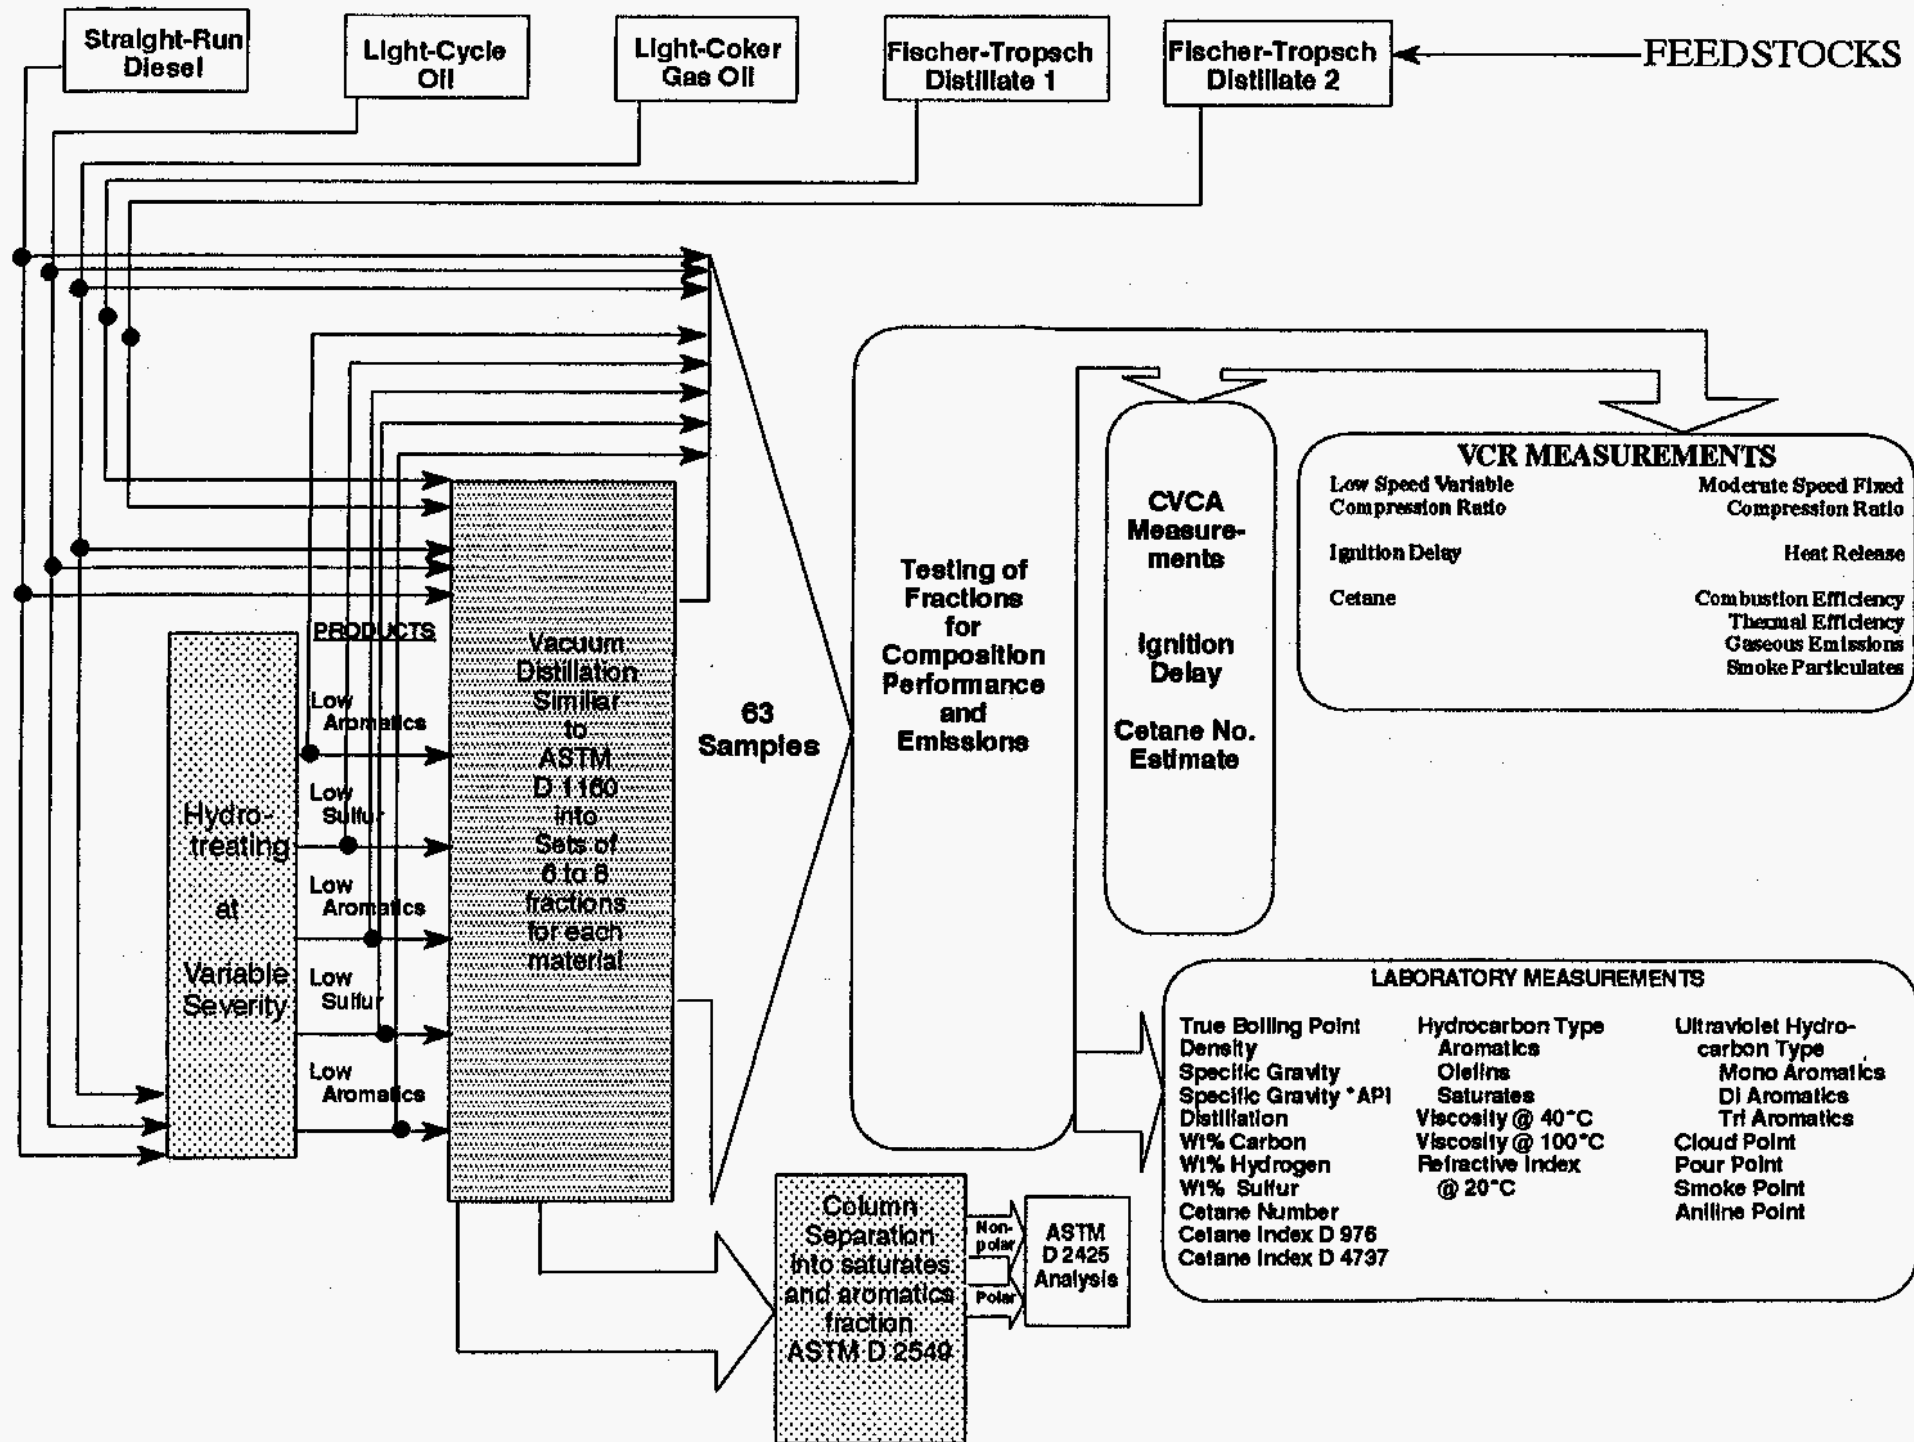 Straight-Run
Diesel
Light-Cycle
Oil
Light-Coker
Gas Oil
Fischer-Tropsch
Distillate 1
Fischer-Tropsch
Distillate 2
FEEDSTOCKS
PRODUCTS
Low
Aromatics
Low
Sulfur
Low
Aromatics
Low
Sulfur
Low
Aromatics
Hydro-
treating
at
Variable
Severity
Vacuum
Distillation
Similiar
to
ASTM
D 1160
into
Sets of
6 to 8
fractions
for each
material
63
Samples
Testing of
Fractions
for
Composition
Performance
and
Emissions
CVCA
Measure-
ments
Ignition
Delay
Cetane No.
Estimate
VCR MEASUREMENTS
Low Speed Variable
Compression Ratio
Ignition Delay
Cetane
Moderate Speed Fixed
Compression Ratio
Heat Release
Combustion Efficiency
Thermal Efficiency
Gaseous Emissions
Smoke Particulates
LABORATORY MEASUREMENTS
True Boiling Point
Density
Specific Gravity
Specific Gravity °API
Distillation
Wt% Carbon
Wt% Hydrogen
Wt% Sulfur
Cetane Number
Cetane Index D 976
Cetane Index D 4737
Hydrocarbon Type
Aromatics
Olefins
Saturates
Viscosity @ 40°C
Viscosity @ 100°C
Refractive Index
@ 20°C
Ultraviolet Hydro-
carbon Type
Mono Aromatics
Di Aromatics
Tri Aromatics
Cloud Point
Pour Point
Smoke Point
Aniline Point
Column
Separation
into saturates
and aromatics
fraction
ASTM D 2549
Non-
polar
Polar
ASTM
D 2425
Analysis